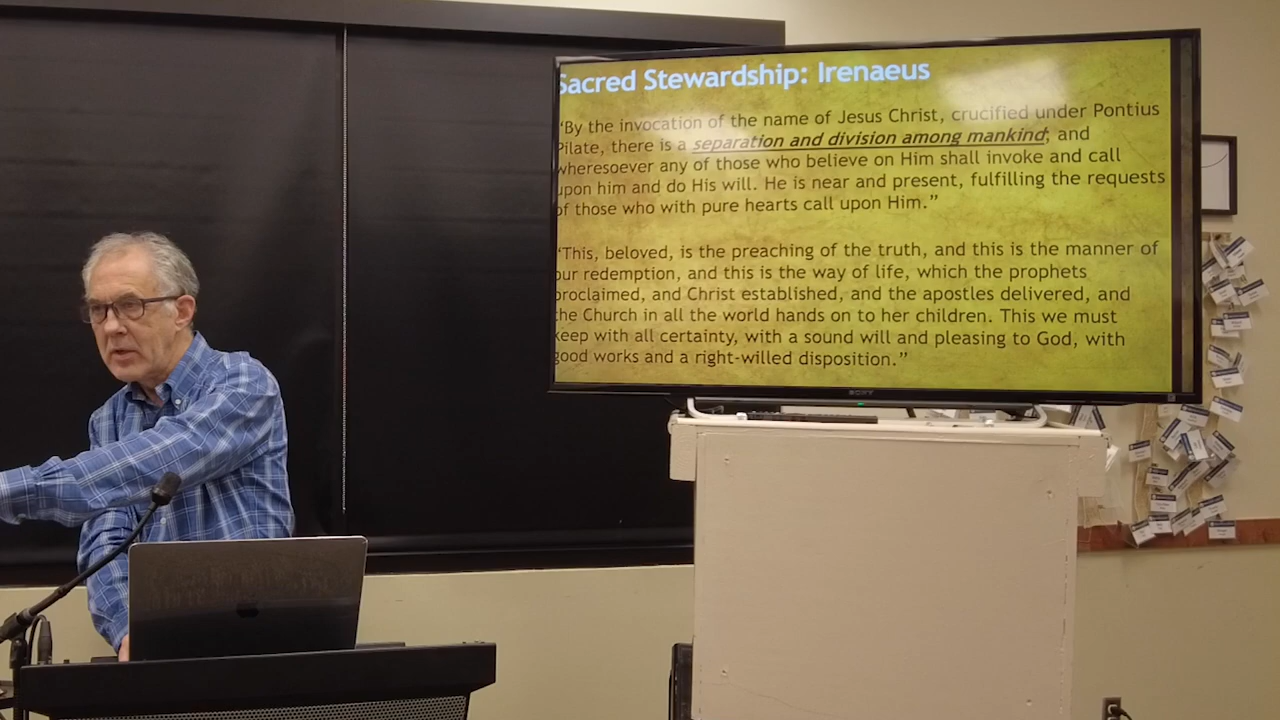 Sacred Stewardship: Irenaeus
"By the invocation of the name of Jesus Christ, crucified under Pontius
Pilate, there is a separation and division among mankind; and
wheresoever any of those who believe on Him shall invoke and call
upon him and do His will. He is near and present, fulfilling the requests
of those who with pure hearts call upon Him."
"This, beloved, is the preaching of the truth, and this is the manner of
our redemption, and this is the way of life, which the prophets
proclaimed, and Christ established, and the apostles delivered, and
the Church in all the world hands on to her children. This we must
keep with all certainty, with a sound will and pleasing to God, with
good works and a right-willed disposition."
SONY